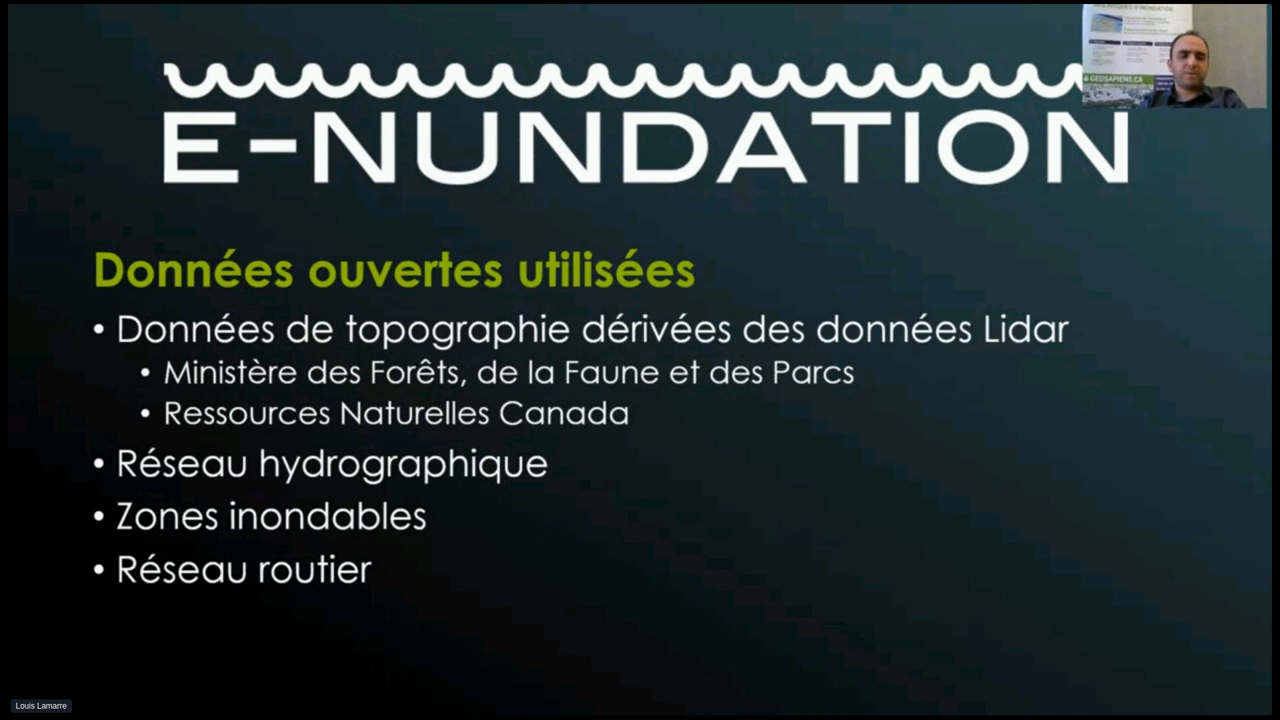 E-NUNDATION
Données ouvertes utilisées
• Données de topographie dérivées des données Lidar
• Ministère des Forêts, de la Faune et des Parcs
• Ressources Naturelles Canada
• Réseau hydrographique
• Zones inondables
• Réseau routier
GEOSAPIENS.CA
Louis Lamarre